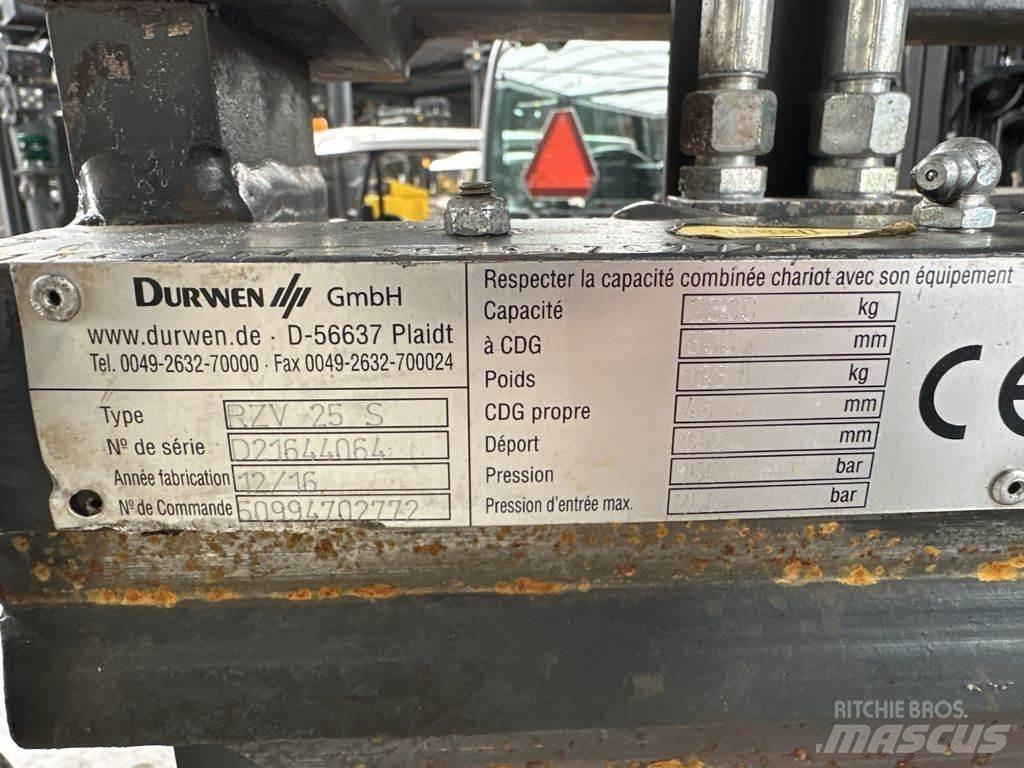 DURWEN GmbH
www.durwen.de · D-56637 Plaidt
Tel. 0049-2632-70000 · Fax 0049-2632-700024
Type RZV 25 S
Nº de série D21644064
Année fabrication 12/16
Nº de Commande 60994702772
Respecter la capacité combinée chariot avec son équipement
Capacité 2500 kg
à CDG 500 mm
Poids kg
CDG propre mm
Déport mm
Pression bar
Pression d'entrée max. bar
CE
RITCHIE BROS.
MASCUS